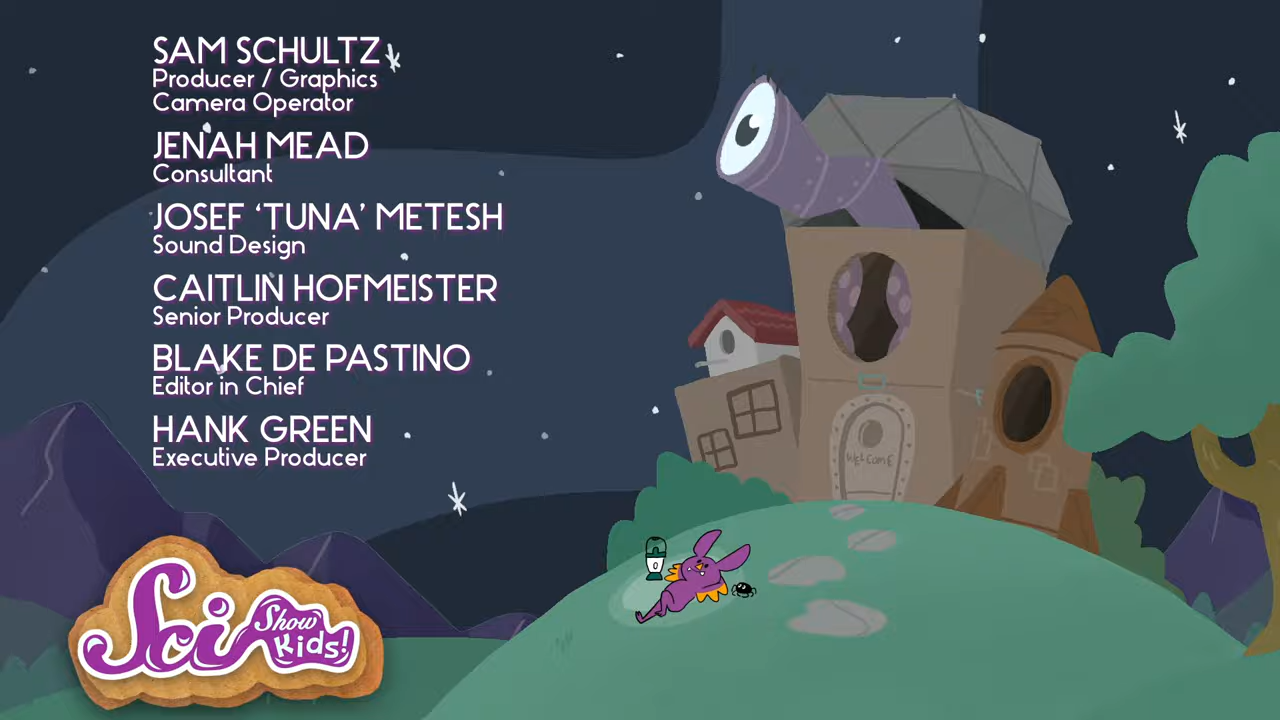 SAM SCHULTZ
Producer / Graphics
Camera Operator
JENAH MEAD
Consultant
JOSEF ‘TUNA’ METESH
Sound Design
CAITLIN HOFMEISTER
Senior Producer
BLAKE DE PASTINO
Editor in Chief
HANK GREEN
Executive Producer
WELCOME
Sci
Show
Kids!